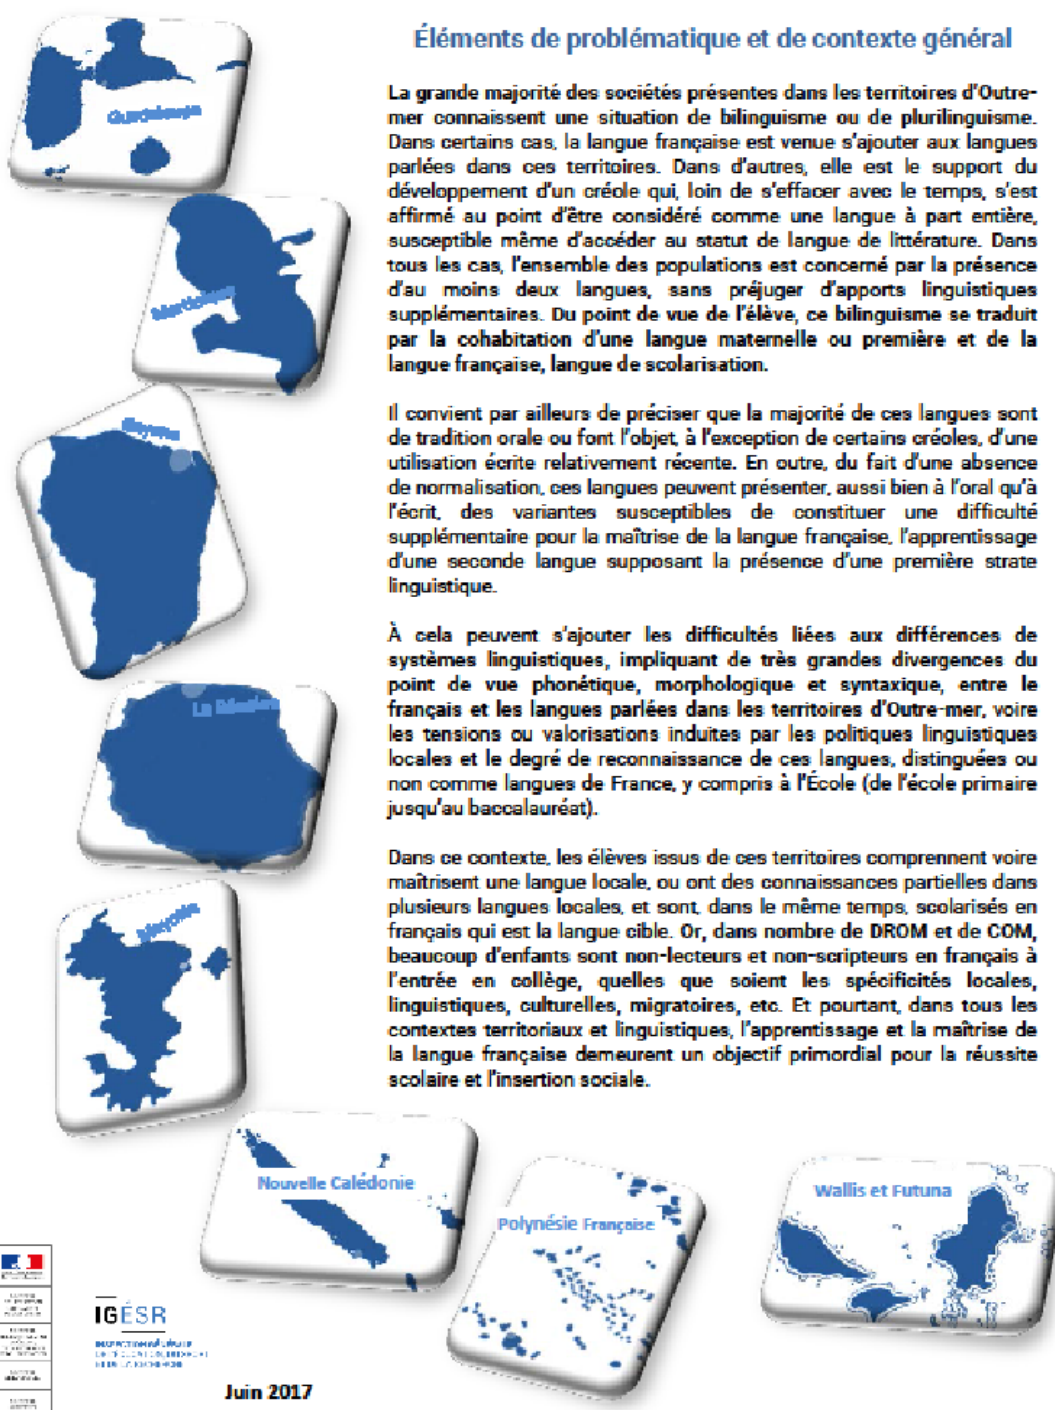 Éléments de problématique et de contexte général
La grande majorité des sociétés présentes dans les territoires d'Outre-
mer connaissent une situation de bilinguisme ou de plurilinguisme.
Dans certains cas, la langue française est venue s'ajouter aux langues
parlées dans ces territoires. Dans d'autres, elle est le support du
développement d'un créole qui, loin de s'effacer avec le temps, s'est
affirmé au point d'être considéré comme une langue à part entière,
susceptible même d'accéder au statut de langue de littérature. Dans
tous les cas, l'ensemble des populations est concerné par la présence
d'au moins deux langues, sans préjuger d'apports linguistiques
supplémentaires. Du point de vue de l'élève, ce bilinguisme se traduit
par la cohabitation d'une langue maternelle ou première et de la
langue française, langue de scolarisation.
Il convient par ailleurs de préciser que la majorité de ces langues sont
de tradition orale ou font l'objet, à l'exception de certains créoles, d'une
utilisation écrite relativement récente. En outre, du fait d'une absence
de normalisation, ces langues peuvent présenter, aussi bien à l'oral qu'à
l'écrit, des variantes susceptibles de constituer une difficulté
supplémentaire pour la maîtrise de la langue française, l'apprentissage
d'une seconde langue supposant la présence d'une première strate
linguistique.
À cela peuvent s'ajouter les difficultés liées aux différences de
systèmes linguistiques, impliquant de très grandes divergences du
point de vue phonétique, morphologique et syntaxique, entre le
français et les langues parlées dans les territoires d'Outre-mer, voire
les tensions ou valorisations induites par les politiques linguistiques
locales et le degré de reconnaissance de ces langues, distinguées ou
non comme langues de France, y compris à l'École (de l'école primaire
jusqu'au baccalauréat).
Dans ce contexte, les élèves issus de ces territoires comprennent voire
maîtrisent une langue locale, ou ont des connaissances partielles dans
plusieurs langues locales, et sont, dans le même temps, scolarisés en
français qui est la langue cible. Or, dans nombre de DROM et de COM,
beaucoup d'enfants sont non-lecteurs et non-scripteurs en français à
l'entrée en collège, quelles que soient les spécificités locales,
linguistiques, culturelles, migratoires, etc. Et pourtant, dans tous les
contextes territoriaux et linguistiques, l'apprentissage et la maîtrise de
la langue française demeurent un objectif primordial pour la réussite
scolaire et l'insertion sociale.
Guadeloupe
Martinique
La Réunion
Mayotte
Nouvelle Calédonie
Polynésie Française
Wallis et Futuna
IGÉSR
Juin 2017